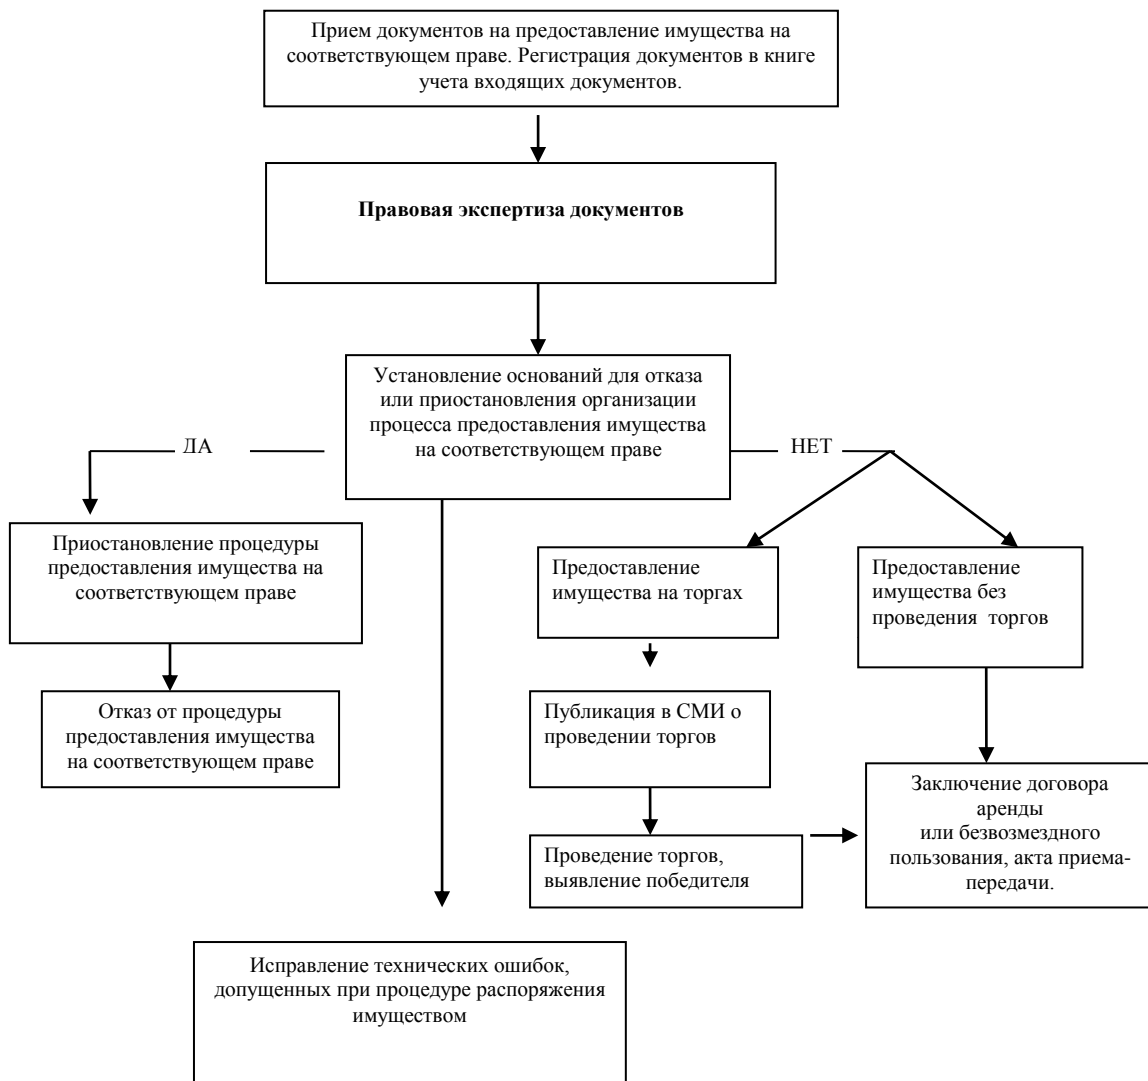 Прием документов на предоставление имущества на
соответствующем праве. Регистрация документов в книге
учета входящих документов.
Правовая экспертиза документов
Установление оснований для отказа
или приостановления организации
процесса предоставления имущества
на соответствующем праве
ДА
НЕТ
Приостановление процедуры
предоставления имущества на
соответствующем праве
Отказ от процедуры
предоставления имущества
на соответствующем праве
Предоставление
имущества на торгах
Предоставление
имущества без
проведения торгов
Публикация в СМИ о
проведении торгов
Проведение торгов,
выявление победителя
Заключение договора
аренды
или безвозмездного
пользования, акта приема-
передачи.
Исправление технических ошибок,
допущенных при процедуре распоряжения
имуществом